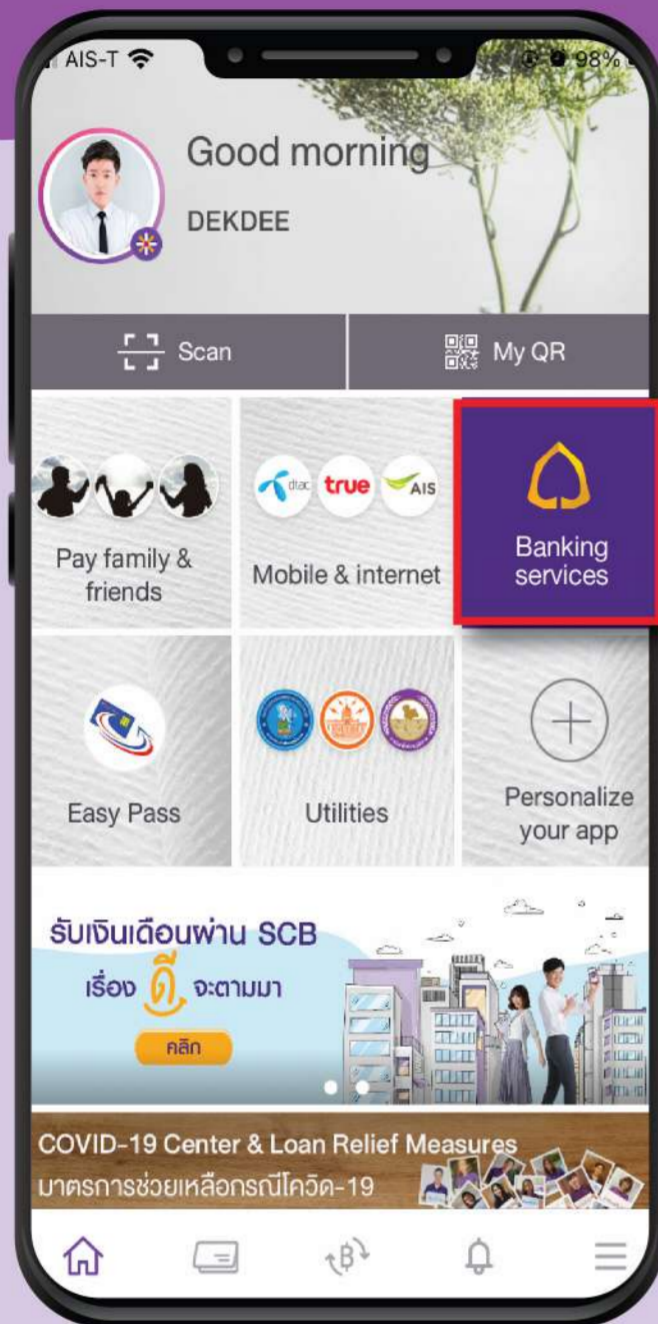 AIS-T
98%
Good morning
DEKDEE
Scan
My QR
Pay family &
friends
dtac
true
AIS
Mobile & internet
Banking
services
Easy Pass
Utilities
Personalize
your app
รับเงินเดือนผ่าน SCB
เรื่อง ดี จะตามมา
คลิก
COVID-19 Center & Loan Relief Measures
มาตรการช่วยเหลือกรณีโควิด-19